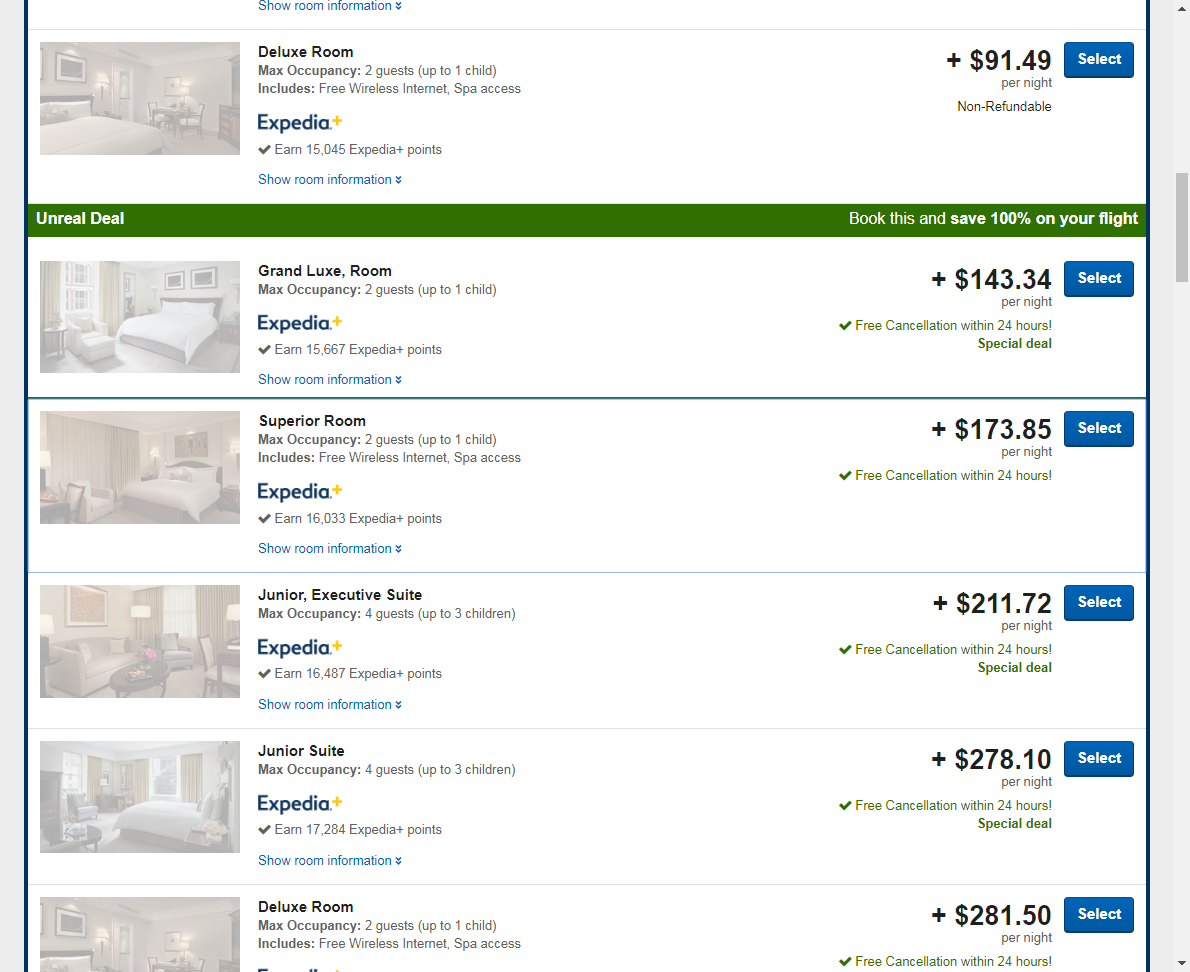 Show room information
Deluxe Room
Max Occupancy: 2 guests (up to 1 child)
Includes: Free Wireless Internet, Spa access
Expedia.+
Earn 15,045 Expedia+ points
Show room information
+ $91.49
per night
Non-Refundable
Select
Unreal Deal
Book this and save 100% on your flight
Grand Luxe, Room
Max Occupancy: 2 guests (up to 1 child)
Expedia.+
Earn 15,667 Expedia+ points
Show room information
+ $143.34
per night
Free Cancellation within 24 hours!
Special deal
Select
Superior Room
Max Occupancy: 2 guests (up to 1 child)
Includes: Free Wireless Internet, Spa access
Expedia.+
Earn 16,033 Expedia+ points
Show room information
+ $173.85
per night
Free Cancellation within 24 hours!
Select
Junior, Executive Suite
Max Occupancy: 4 guests (up to 3 children)
Expedia.+
Earn 16,487 Expedia+ points
Show room information
+ $211.72
per night
Free Cancellation within 24 hours!
Special deal
Select
Junior Suite
Max Occupancy: 4 guests (up to 3 children)
Expedia.+
Earn 17,284 Expedia+ points
Show room information
+ $278.10
per night
Free Cancellation within 24 hours!
Special deal
Select
Deluxe Room
Max Occupancy: 2 guests (up to 1 child)
Includes: Free Wireless Internet, Spa access
+ $281.50
per night
Free Cancellation within 24 hours!
Select